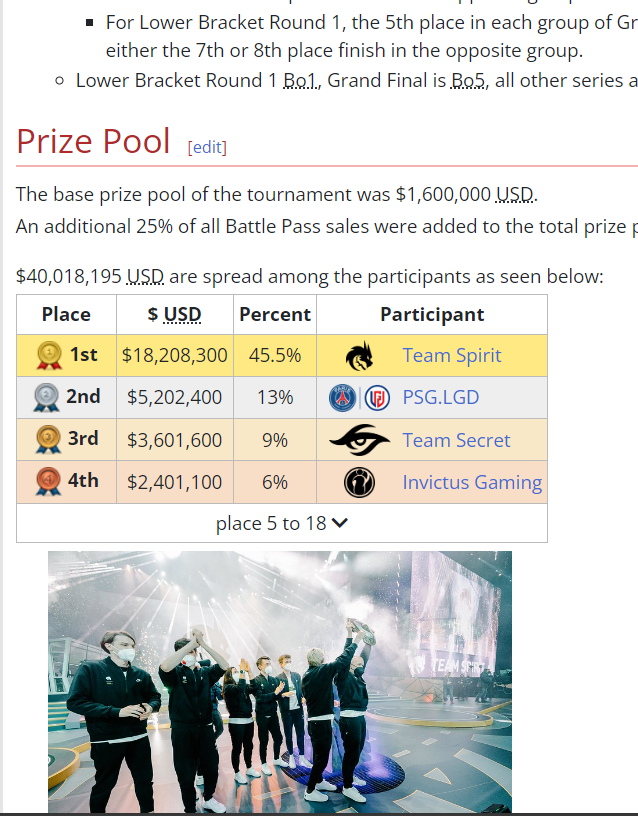 ▪ For Lower Bracket Round 1, the 5th place in each group of Gr
either the 7th or 8th place finish in the opposite group.
○ Lower Bracket Round 1 Bo1, Grand Final is Bo5, all other series a
Prize Pool [edit]
The base prize pool of the tournament was $1,600,000 USD.
An additional 25% of all Battle Pass sales were added to the total prize p
$40,018,195 USD are spread among the participants as seen below:
Place $ USD Percent Participant
1st $18,208,300 45.5% Team Spirit
2nd $5,202,400 13% PSG.LGD
3rd $3,601,600 9% Team Secret
4th $2,401,100 6% Invictus Gaming
place 5 to 18
TEAM SPIRIT